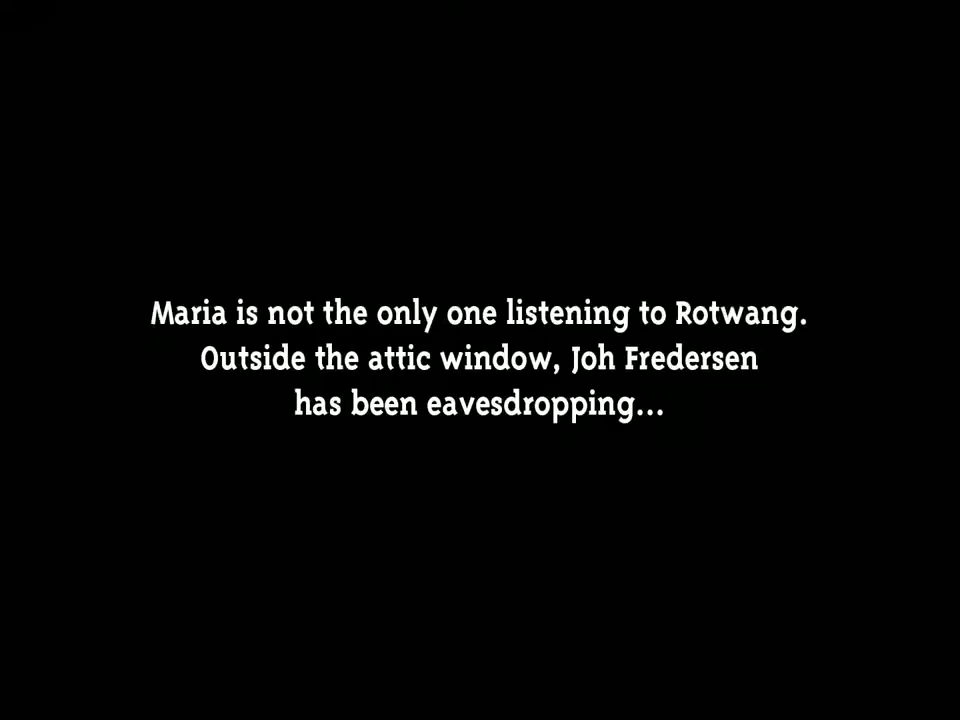 Maria is not the only one listening to Rotwang.
Outside the attic window, Joh Fredersen
has been eavesdropping...